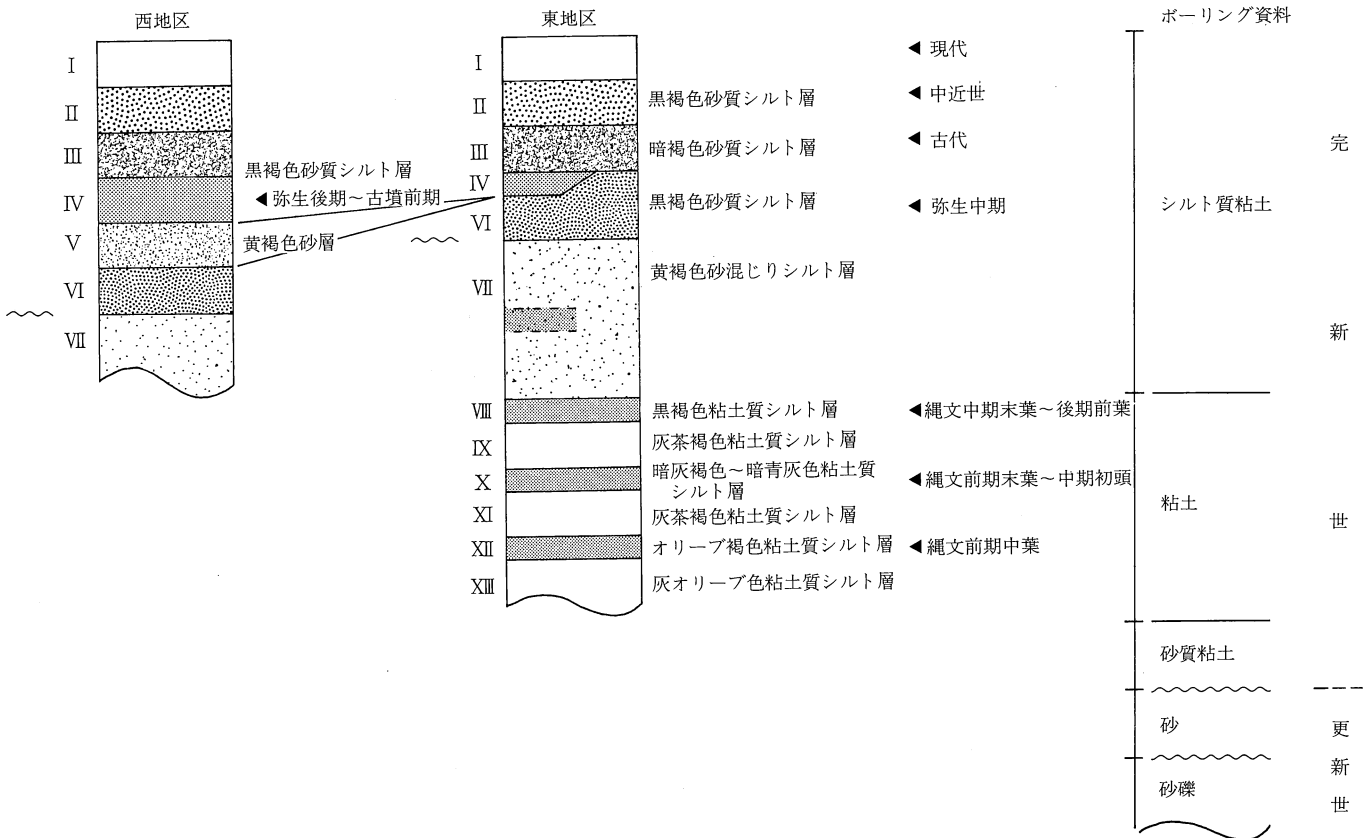 西地区
Ⅰ
Ⅱ
Ⅲ
Ⅳ
Ⅴ
Ⅵ
Ⅶ
黒褐色砂質シルト層
◀ 弥生後期～古墳前期
黄褐色砂層
東地区
Ⅰ
Ⅱ
Ⅲ
Ⅳ
Ⅵ
Ⅶ
Ⅷ
Ⅸ
Ⅹ
Ⅺ
Ⅻ
XIII
黒褐色砂質シルト層
暗褐色砂質シルト層
黒褐色砂質シルト層
黄褐色砂混じりシルト層
黒褐色粘土質シルト層
灰茶褐色粘土質シルト層
暗灰褐色～暗青灰色粘土質
シルト層
灰茶褐色粘土質シルト層
オリーブ褐色粘土質シルト層
灰オリーブ色粘土質シルト層
◀ 現代
◀ 中近世
◀ 古代
◀ 弥生中期
◀縄文中期末葉～後期前葉
◀縄文前期末葉～中期初頭
◀縄文前期中葉
ボーリング資料
シルト質粘土
粘土
砂質粘土
砂
砂礫
完
新
世
更
新
世